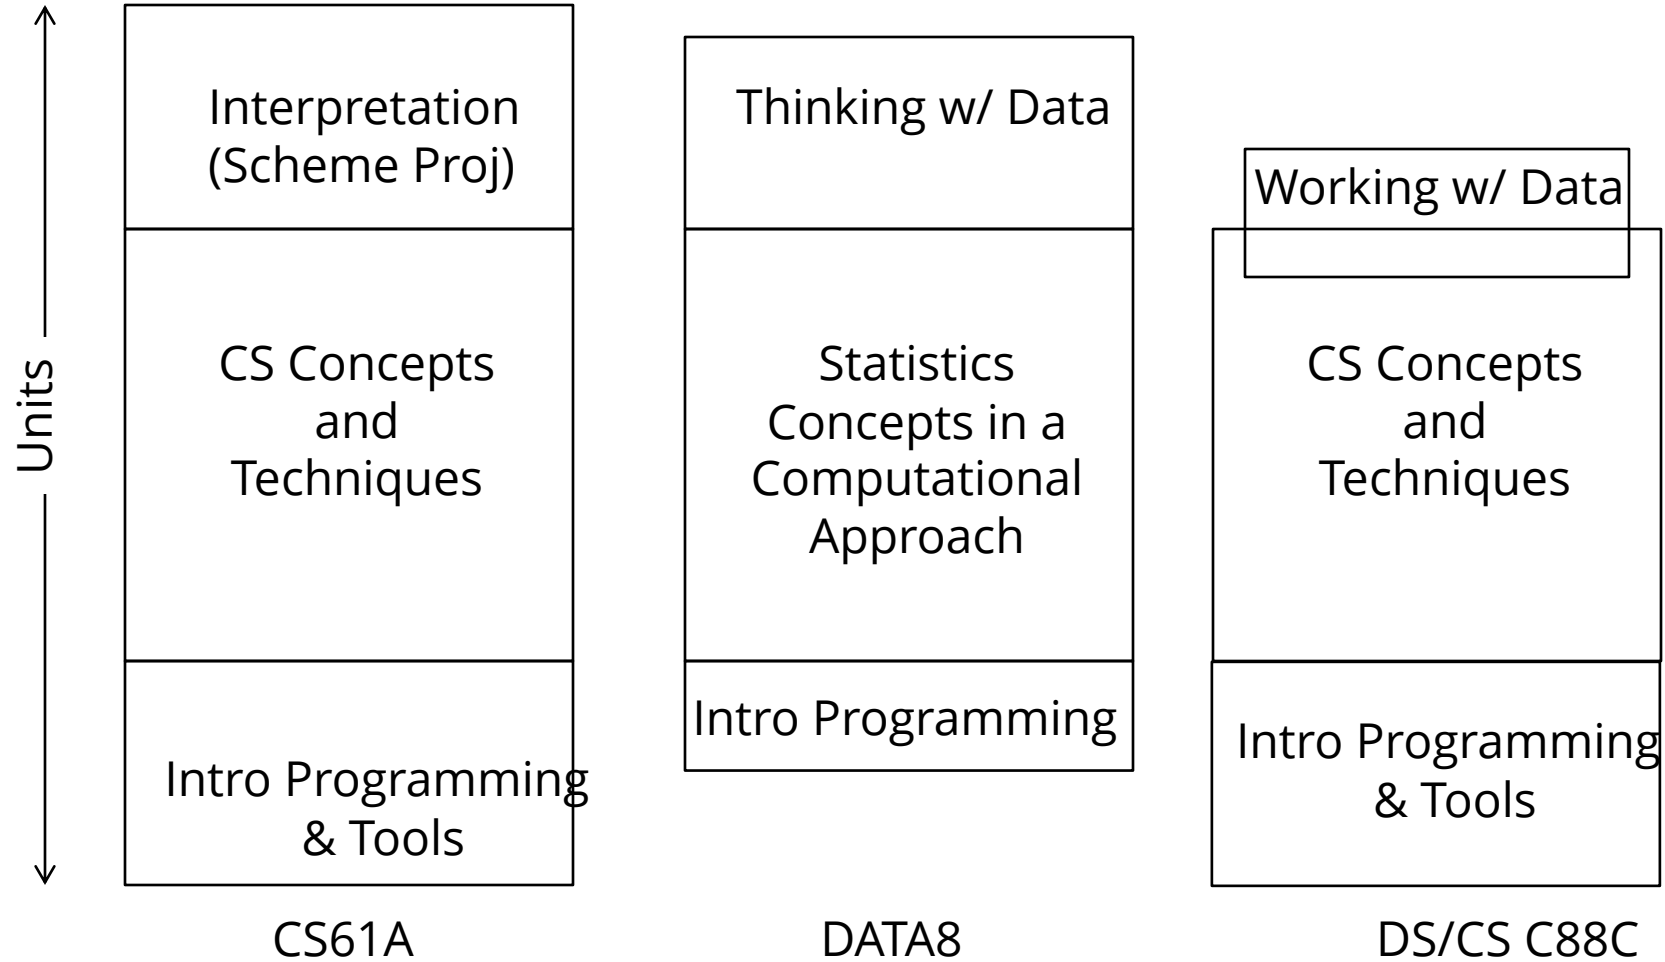 Units
Interpretation
(Scheme Proj)
CS Concepts
and
Techniques
Intro Programming
& Tools
CS61A
Thinking w/ Data
Statistics
Concepts in a
Computational
Approach
Intro Programming
DATA8
Working w/ Data
CS Concepts
and
Techniques
Intro Programming
& Tools
DS/CS C88C